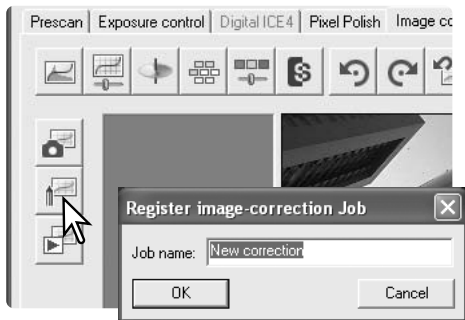 Prescan Exposure control Digital ICE4 Pixel Polish Image co
S
Register image-correction Job
Job name: New correction
OK Cancel